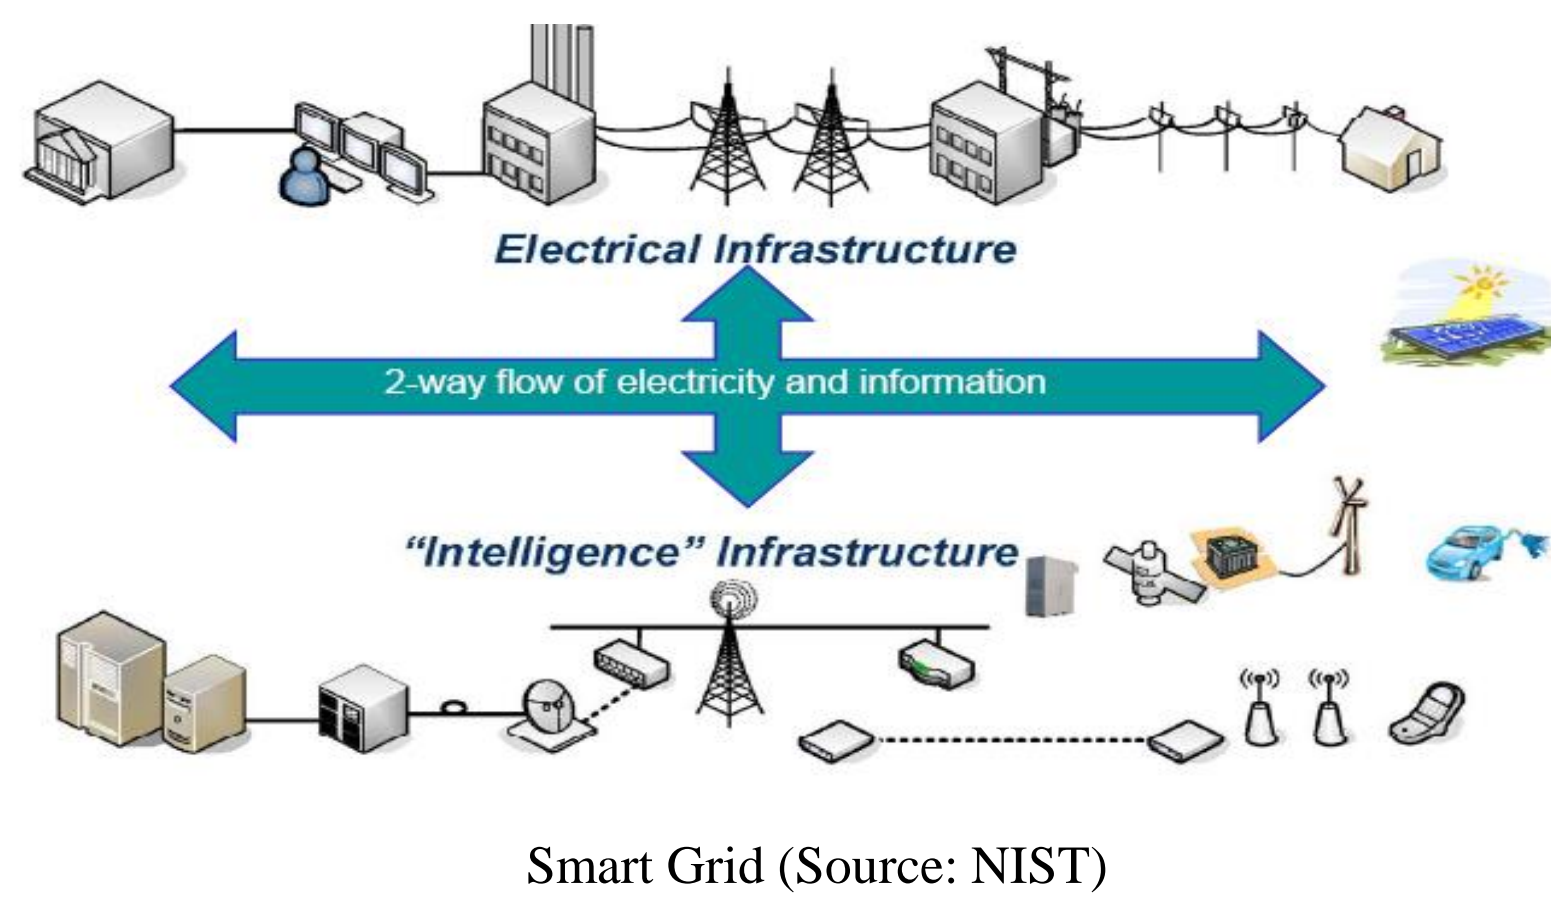 Electrical Infrastructure
2-way flow of electricity and information
“Intelligence” Infrastructure
Smart Grid (Source: NIST)